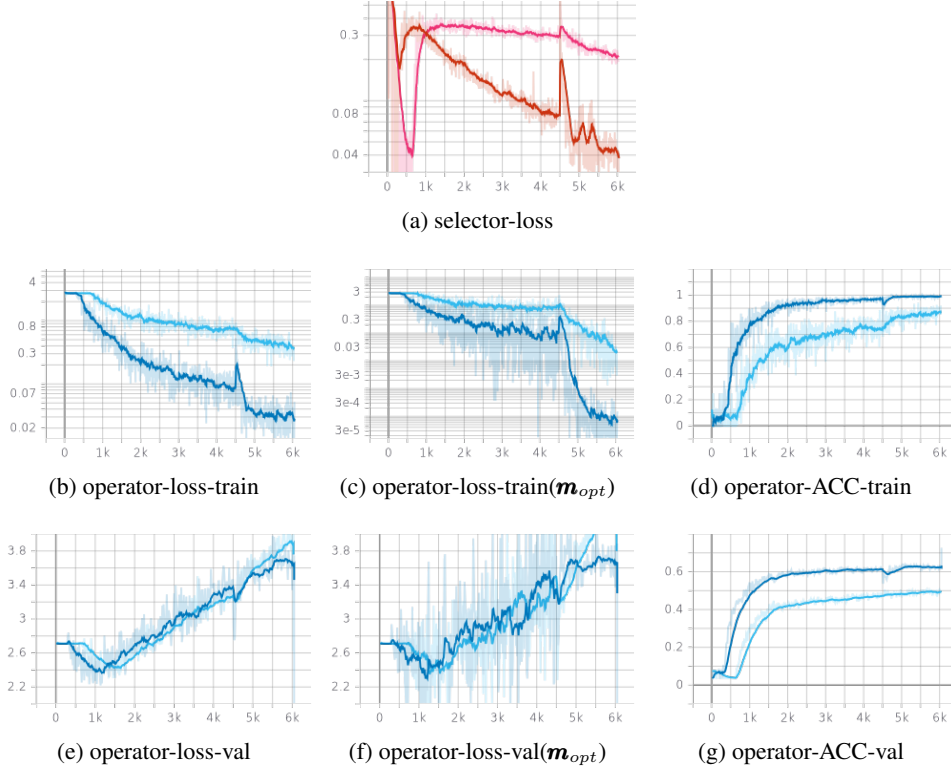 0.3
0.08
0.04
0 1k 2k 3k 4k 5k 6k
(a) selector-loss
4
0.8
0.3
0.07
0.02
0 1k 2k 3k 4k 5k 6k
(b) operator-loss-train
3
0.3
0.03
3e-3
3e-4
3e-5
0 1k 2k 3k 4k 5k 6k
(c) operator-loss-train(m_opt)
1
0.8
0.6
0.4
0.2
0
0 1k 2k 3k 4k 5k 6k
(d) operator-ACC-train
3.8
3.4
3
2.6
2.2
0 1k 2k 3k 4k 5k 6k
(e) operator-loss-val
3.8
3.4
3
2.6
2.2
0 1k 2k 3k 4k 5k 6k
(f) operator-loss-val(m_opt)
0.6
0.4
0.2
0
0 1k 2k 3k 4k 5k 6k
(g) operator-ACC-val